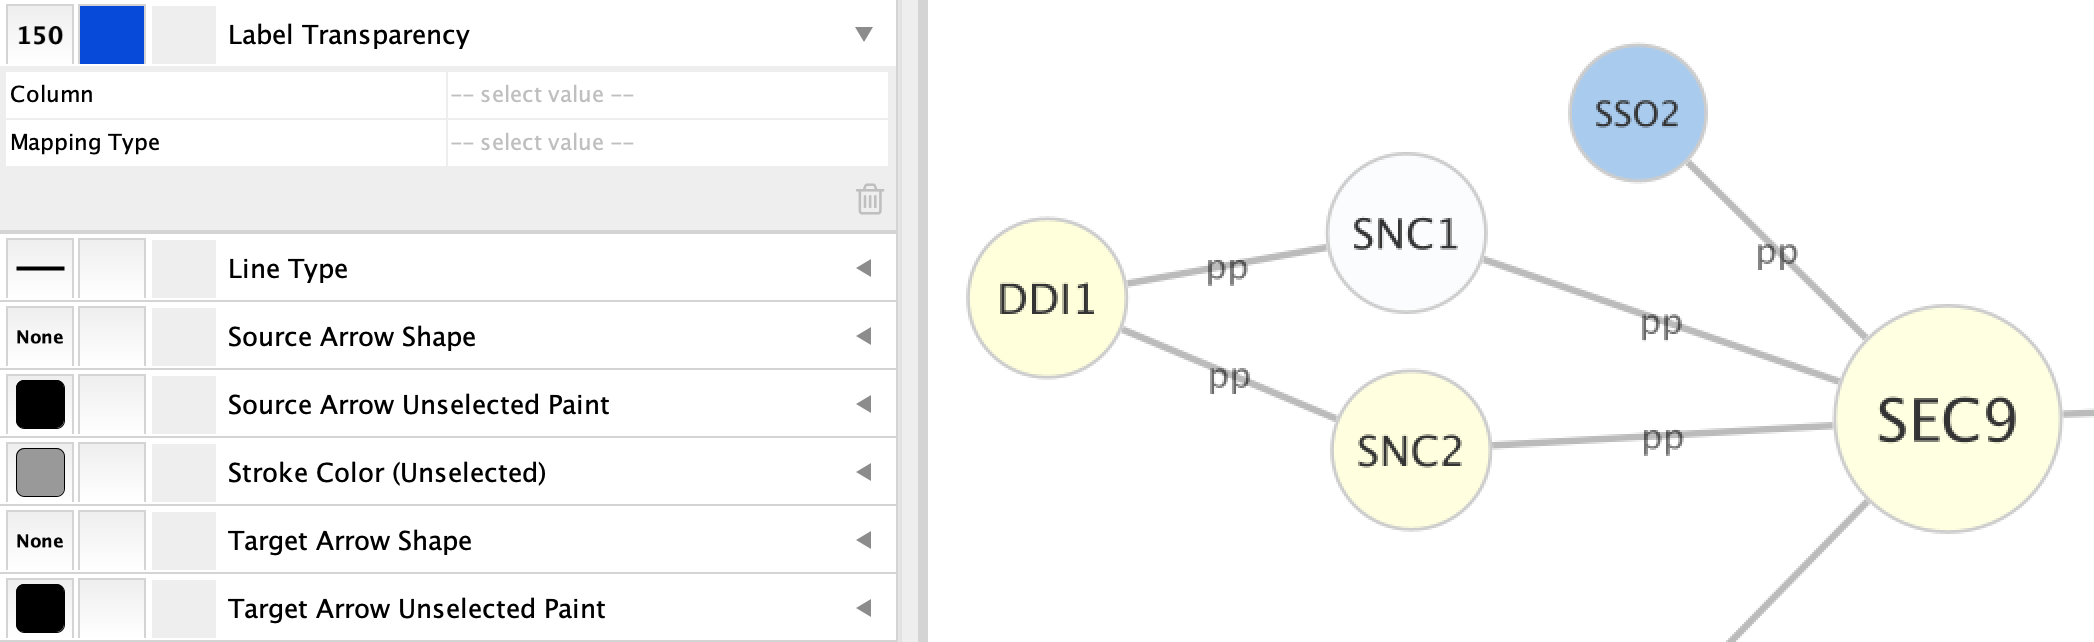 150 Label Transparency
Column -- select value --
Mapping Type -- select value --
Line Type
None Source Arrow Shape
Source Arrow Unselected Paint
Stroke Color (Unselected)
None Target Arrow Shape
Target Arrow Unselected Paint
SSO2
SNC1
pp
pp
DDI1
pp
pp
SEC9
SNC2
pp